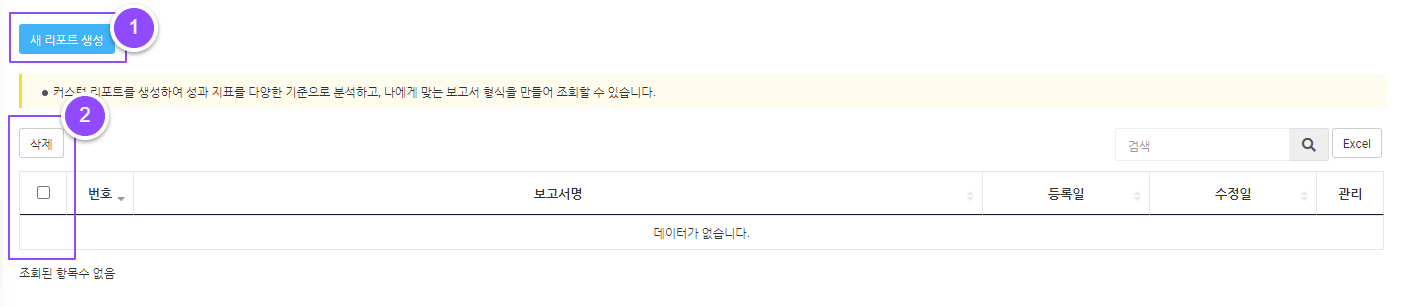 1
새 리포트 생성
커스텀 리포트를 생성하여 성과 지표를 다양한 기준으로 분석하고, 나에게 맞는 보고서 형식을 만들어 조회할 수 있습니다.
2
삭제 검색 Excel
번호 보고서명 등록일 수정일 관리
데이터가 없습니다.
조회된 항목수 없음